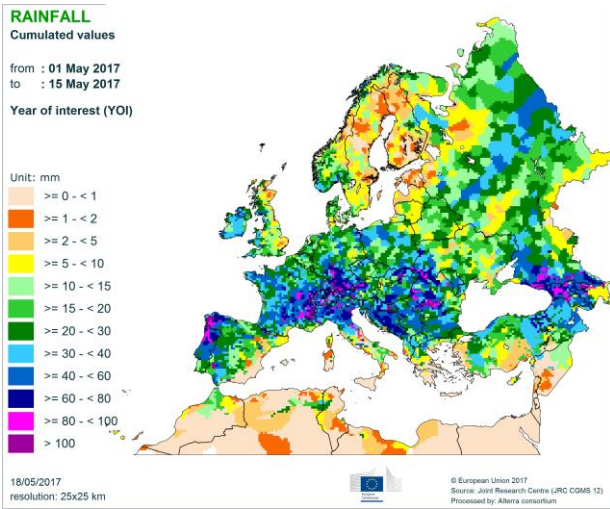 RAINFALL
Cumulated values
from : 01 May 2017
to : 15 May 2017
Year of interest (YOI)
Unit: mm
>= 0 - < 1
>= 1 - < 2
>= 2 - < 5
>= 5 - < 10
>= 10 - < 15
>= 15 - < 20
>= 20 - < 30
>= 30 - < 40
>= 40 - < 60
>= 60 - < 80
>= 80 - < 100
> 100
18/05/2017
resolution: 25x25 km
European
Commission
© European Union 2017
Source: Joint Research Centre (JRC CGMS 12)
Processed by: Alterra consortium